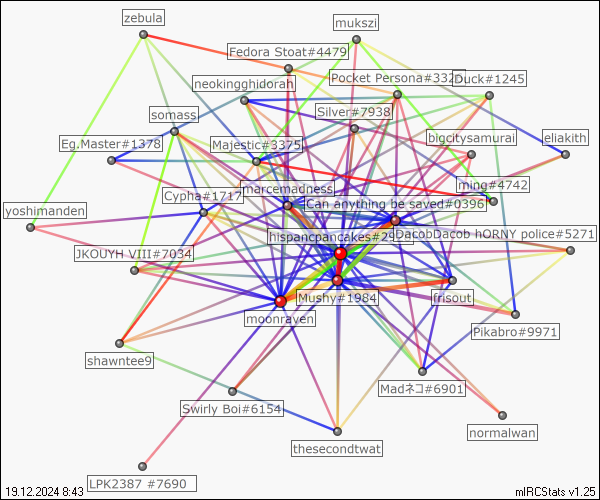 zebula
mukszi
Fedora Stoat#4479
Pocket Persona#332
Duck#1245
neokingghidorah
Silver#7938
somass
Eg.Master#1378
Majestic#3375
bigcitysamurai
eliakith
marcemadness
ming#4742
Cypha#1717
Can anything be saved#0396
yoshimanden
hispancpancakes#29
DacobDacob hORNY police#5271
JKOUYH VIII#7034
Mushy#1984
frisout
moonraven
Pikabro#9971
shawntee9
Madネコ#6901
Swirly Boi#6154
normalwan
thesecondtwat
LPK2387 #7690
19.12.2024 8:43
mIRCStats v1.25